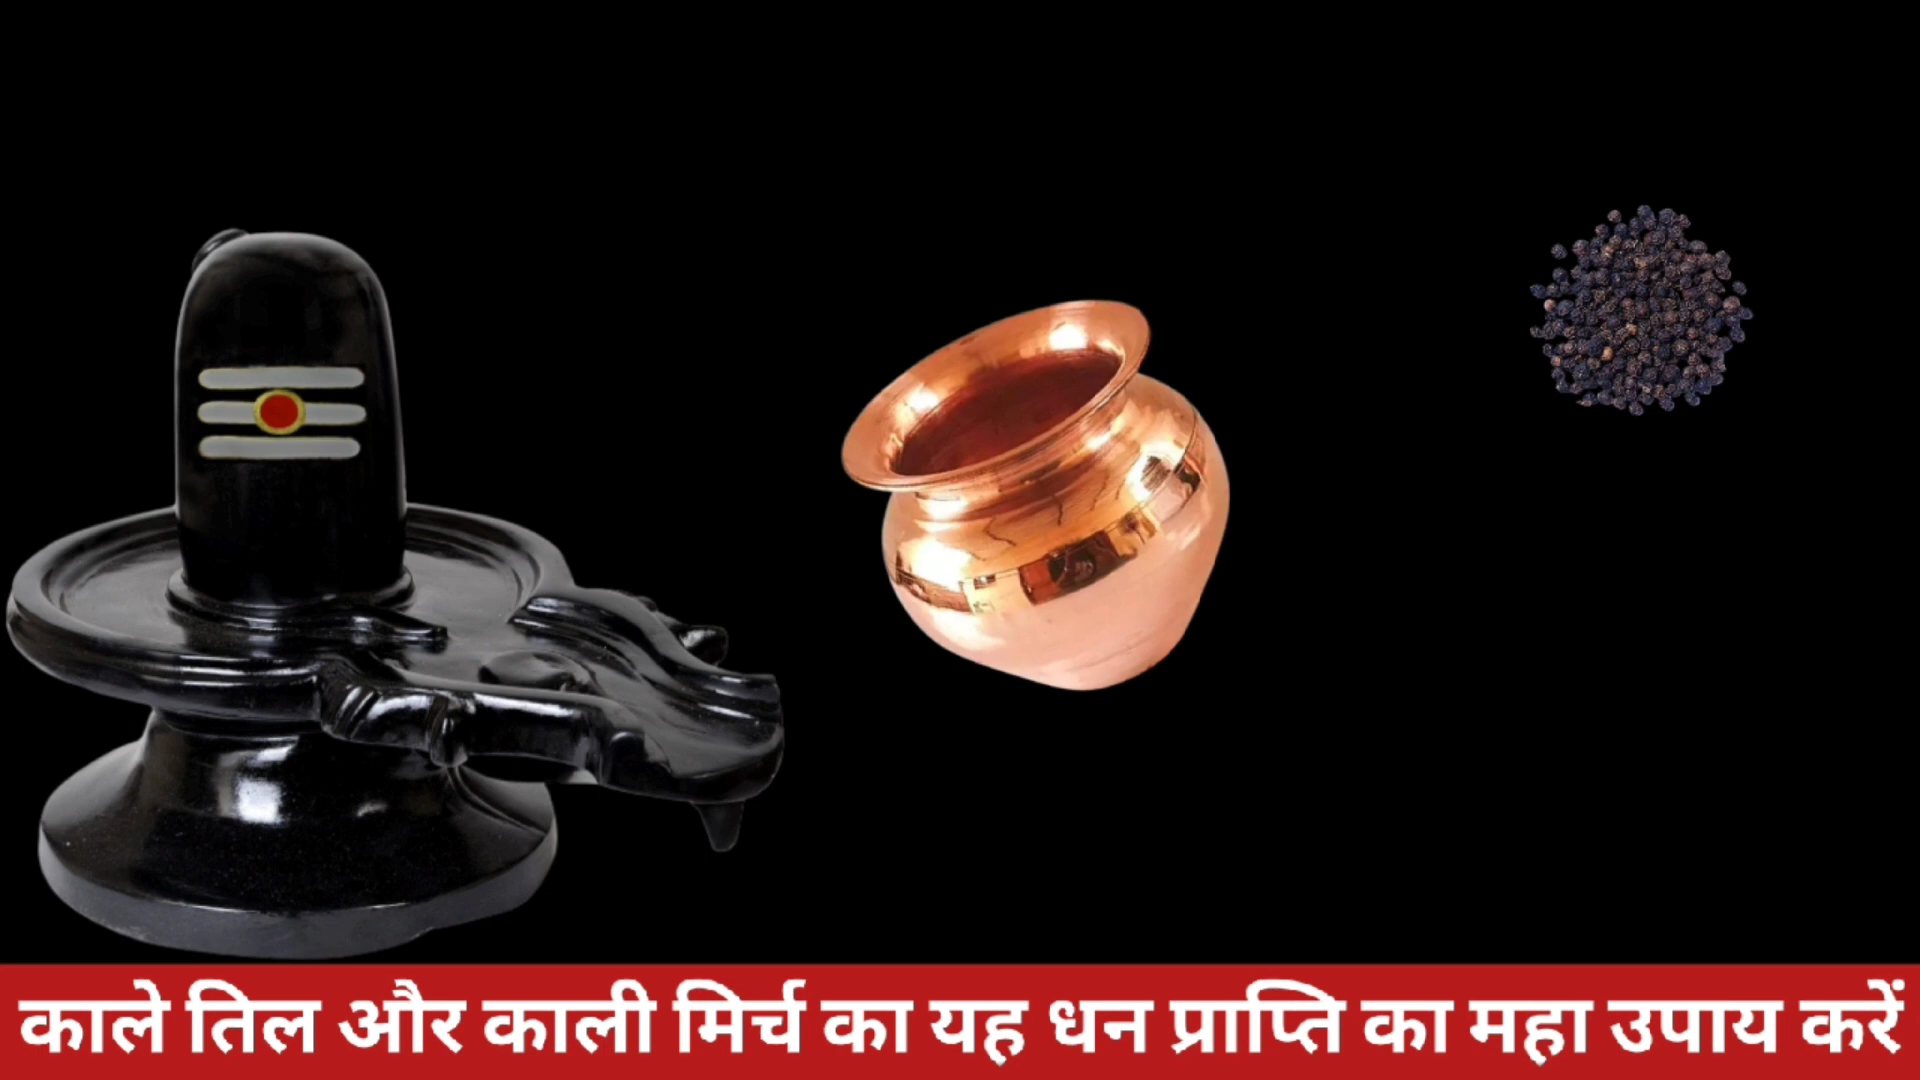 काले तिल और काली मिर्च का यह धन प्राप्ति का महा उपाय करें